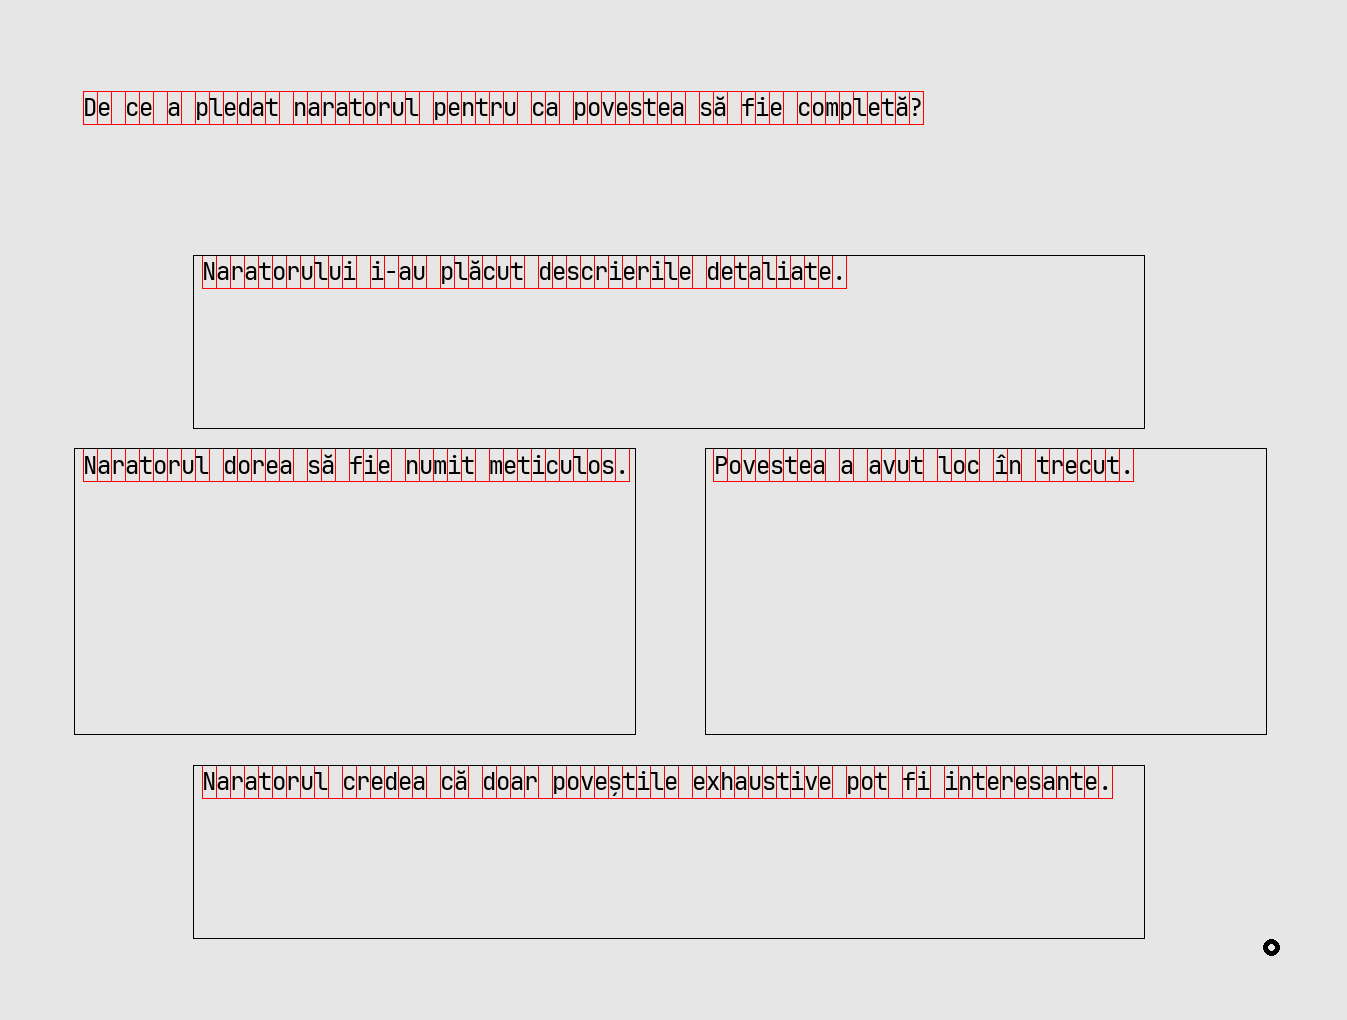 De ce a pledat naratorul pentru ca povestea să fie completă?
Naratorului i-au plăcut descrierile detaliate.
Naratorul dorea să fie numit meticulos.
Povestea a avut loc în trecut.
Naratorul credea că doar poveștile exhaustive pot fi interesante.